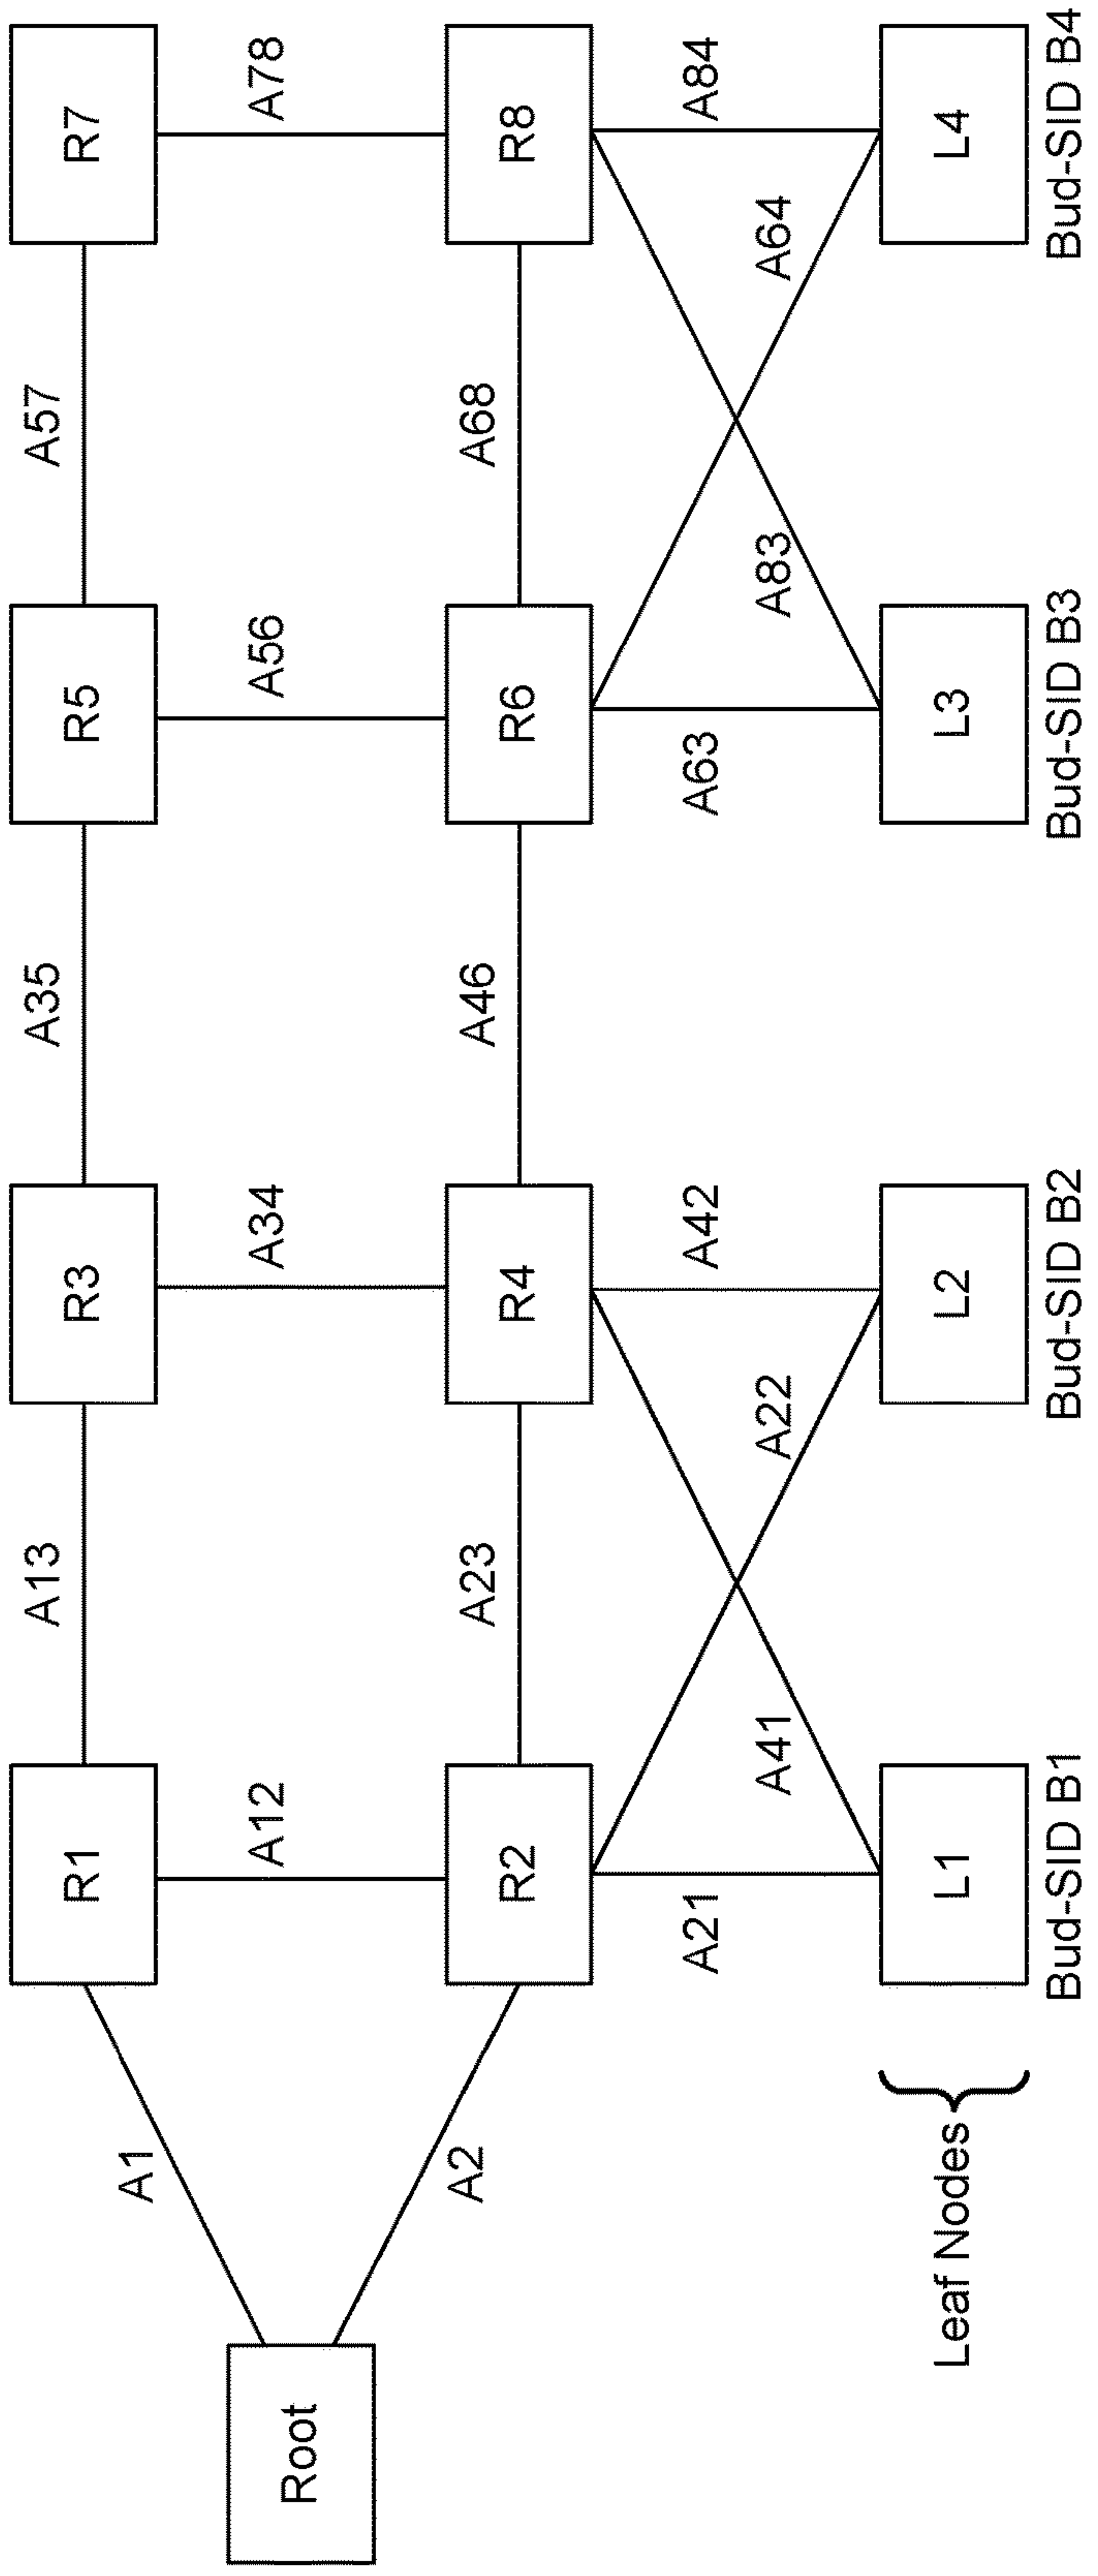 R1
A13
R3
A35
R5
A57
R7
A1
A12
A34
A56
A78
Root
A2
R2
A23
R4
A46
R6
A68
R8
A21
A41
A22
A42
A63
A83
A64
A84
Leaf Nodes
L1
L2
L3
L4
Bud-SID B1
Bud-SID B2
Bud-SID B3
Bud-SID B4